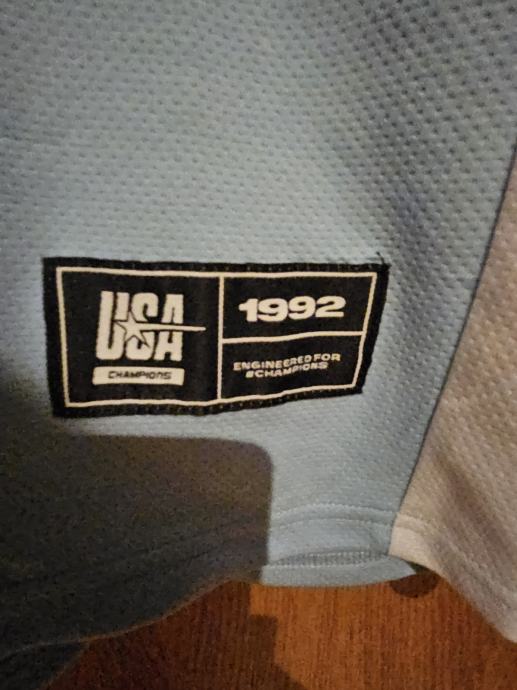 USA
CHAMPIONS
1992
ENGINEERED FOR
#CHAMPIONS